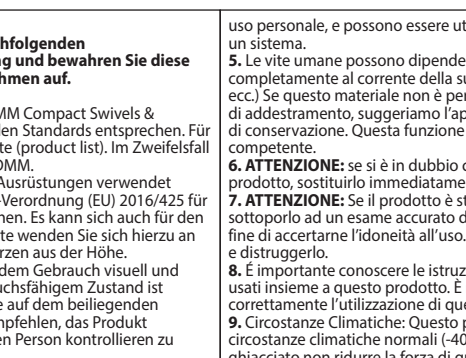 chfolgenden
g und bewahren Sie diese
hmen auf.
MM Compact Swivels &
den Standards entsprechen. Für
te (product list). Im Zweifelsfall
DMM.
Ausrüstungen verwendet
-Verordnung (EU) 2016/425 für
hen. Es kann sich auch für den
te wenden Sie sich hierzu an
rzen aus der Höhe.
dem Gebrauch visuell und
uchsfähigem Zustand ist
e auf dem beiliegenden
mpfehlen, das Produkt
en Person kontrollieren zu
uso personale, e possono essere ut
un sistema.
5. Le vite umane possono dipende
completamente al corrente della su
ecc.) Se questo materiale non è per
di addestramento, suggeriamo l'ap
di conservazione. Questa funzione
competente.
6. ATTENZIONE: se si è in dubbio c
prodotto, sostituirlo immediatame
7. ATTENZIONE: Se il prodotto è st
sottoporlo ad un esame accurato d
fine di accertarne l'idoneità all'uso.
e distruggerlo.
8. É importante conoscere le istruz
usati insieme a questo prodotto. È
correttamente l'utilizzazione di que
9. Circostanze Climatiche: Questo p
circostanze climatiche normali (-40
ghiacciato non ridurre la forza di